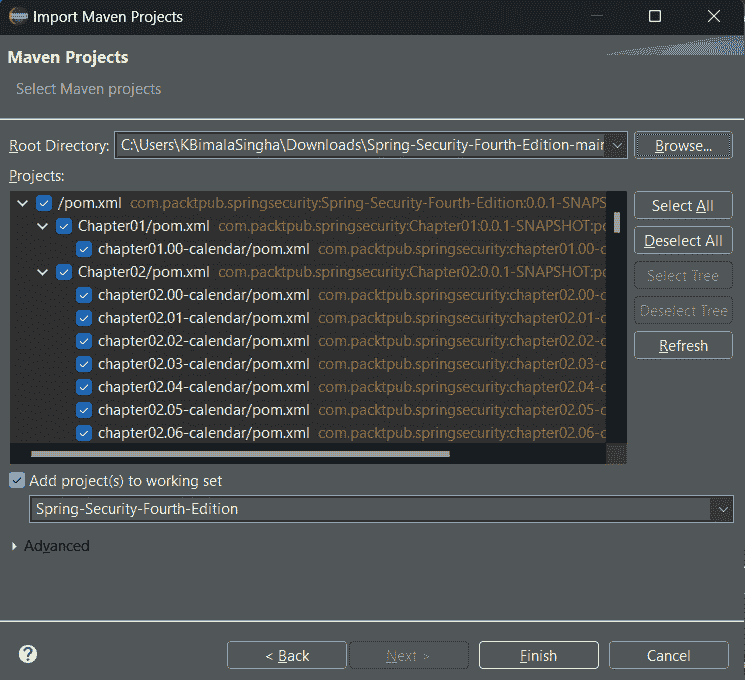 Import Maven Projects
Maven Projects
Select Maven projects
Root Directory: C:\Users\KBimalaSingha\Downloads\Spring-Security-Fourth-Edition-mair Browse...
Projects:
/pom.xml com.packtpub.springsecurity:Spring-Security-Fourth-Edition:0.0.1-SNAPS
Select All
Chapter01/pom.xml com.packtpub.springsecurity:Chapter01:0.0.1-SNAPSHOT:pc
chapter01.00-calendar/pom.xml com.packtpub.springsecurity:chapter01.00-c
Deselect All
Chapter02/pom.xml com.packtpub.springsecurity:Chapter02:0.0.1-SNAPSHOT:pc
Select Tree
chapter02.00-calendar/pom.xml com.packtpub.springsecurity:chapter02.00-c
chapter02.01-calendar/pom.xml com.packtpub.springsecurity:chapter02.01-c
Deselect Tree
chapter02.02-calendar/pom.xml com.packtpub.springsecurity:chapter02.02-c
Refresh
chapter02.03-calendar/pom.xml com.packtpub.springsecurity:chapter02.03-c
chapter02.04-calendar/pom.xml com.packtpub.springsecurity:chapter02.04-c
chapter02.05-calendar/pom.xml com.packtpub.springsecurity:chapter02.05-c
chapter02.06-calendar/pom.xml com.packtpub.springsecurity:chapter02.06-c
Add project(s) to working set
Spring-Security-Fourth-Edition
Advanced
? < Back Next > Finish Cancel